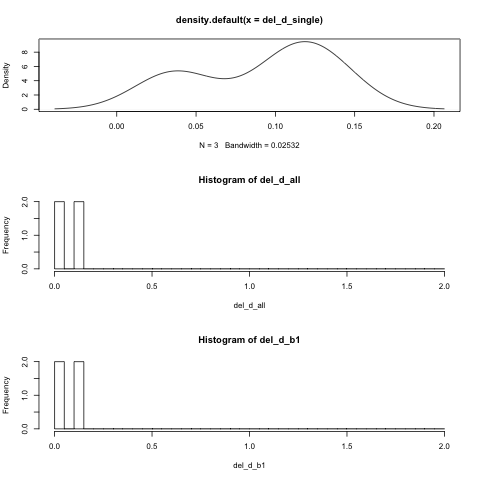 density.default(x = del_d_single)
Density
0 2 4 6 8
0.00 0.05 0.10 0.15 0.20
N = 3 Bandwidth = 0.02532
Histogram of del_d_all
Frequency
0.0 1.0 2.0
0.0 0.5 1.0 1.5 2.0
del_d_all
Histogram of del_d_b1
Frequency
0.0 1.0 2.0
0.0 0.5 1.0 1.5 2.0
del_d_b1